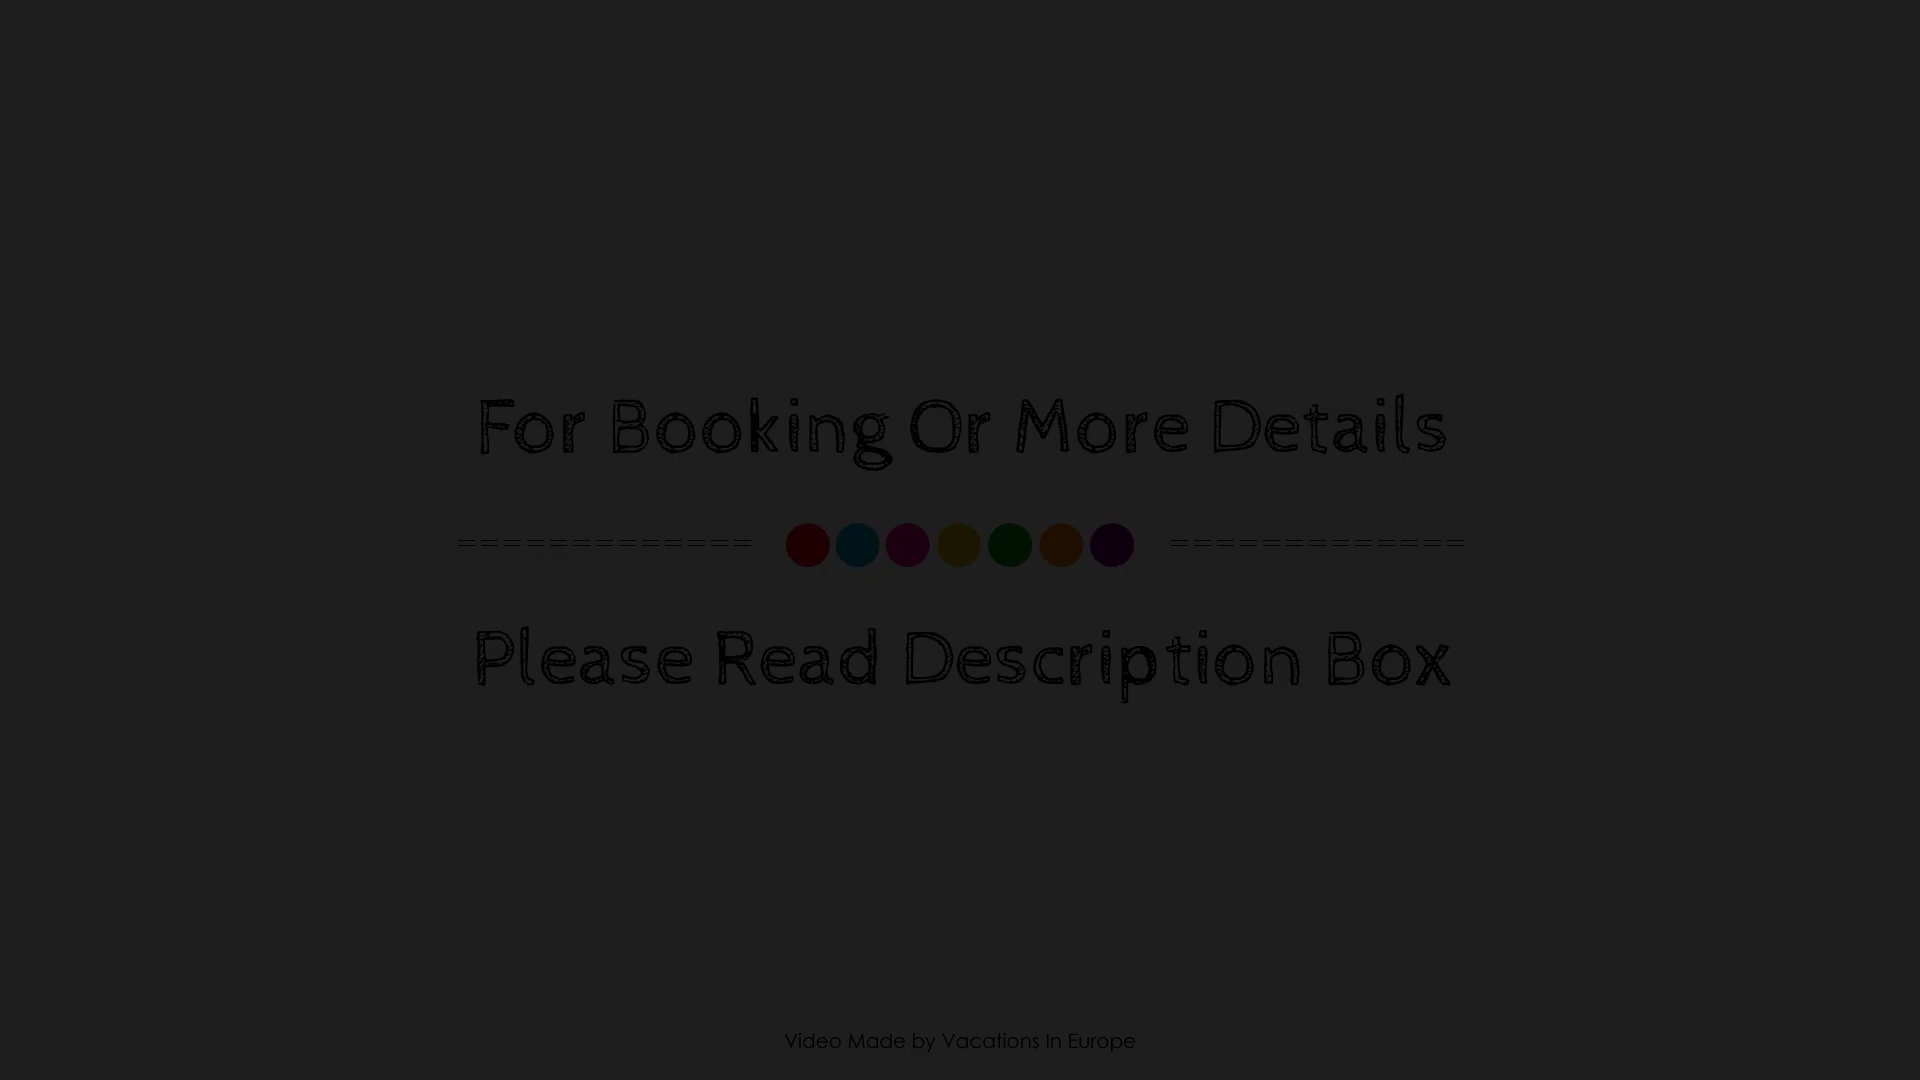 For Booking Or More Details
============= =============
Please Read Description Box
Video Made by Vacations In Europe